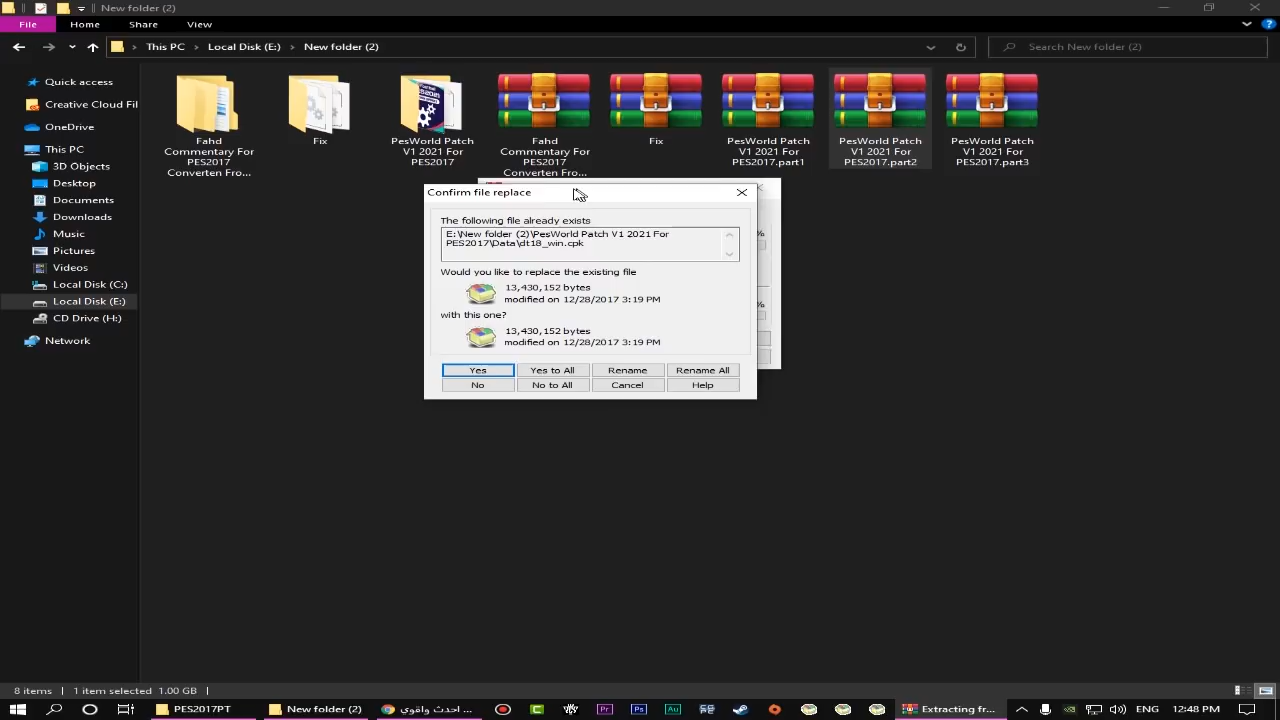 New folder (2)
File
Home
Share
View
This PC
Local Disk (E:)
New folder (2)
Search New folder (2)
Quick access
Creative Cloud Fil
OneDrive
This PC
3D Objects
Desktop
Documents
Downloads
Music
Pictures
Videos
Local Disk (C:)
Local Disk (E:)
CD Drive (H:)
Network
Fahd
Commentary For
PES2017
Converten Fro...
Fix
PesWorld Patch
V1 2021 For
PES2017
Fahd
Commentary For
PES2017
Converten Fro...
Fix
PesWorld Patch
V1 2021 For
PES2017.part1
PesWorld Patch
V1 2021 For
PES2017.part2
PesWorld Patch
V1 2021 For
PES2017.part3
Confirm file replace
The following file already exists
E:\New folder (2)\PesWorld Patch V1 2021 For
PES2017\Data\dt18_win.cpk
Would you like to replace the existing file
13,430,152 bytes
modified on 12/28/2017 3:19 PM
with this one?
13,430,152 bytes
modified on 12/28/2017 3:19 PM
Yes
Yes to All
Rename
Rename All
No
No to All
Cancel
Help
%
%
8 items
1 item selected 1.00 GB
PES2017PT
New folder (2)
احدث واقوي ...
Pr
Ps
Au
Extracting fr...
ENG
12:48 PM